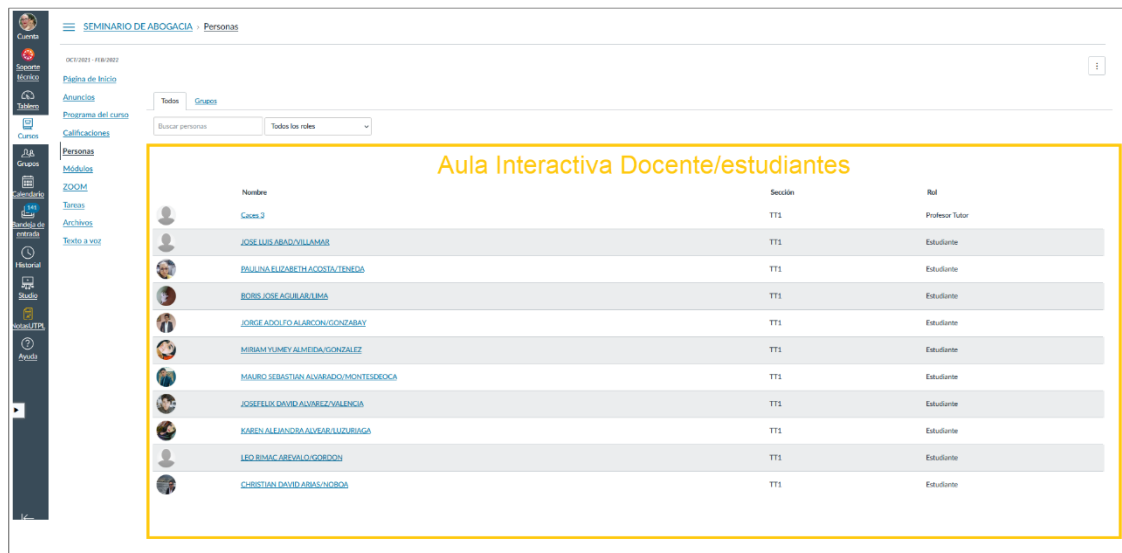 Cuenta
Soporte
técnico
Tablero
Cursos
Grupos
Calendario
141
Bandeja de
entrada
Historial
Studio
NotasUTPL
Ayuda
SEMINARIO DE ABOGACIA › Personas
OCT/2021 - FEB/2022
Página de Inicio
Anuncios
Programa del curso
Calificaciones
Personas
Módulos
ZOOM
Tareas
Archivos
Texto a voz
Todos Grupos
Buscar personas Todos los roles
Aula Interactiva Docente/estudiantes
Nombre Sección Rol
Caces 3 TT1 Profesor Tutor
JOSE LUIS ABAD/VILLAMAR TT1 Estudiante
PAULINA ELIZABETH ACOSTA/TENEDA TT1 Estudiante
BORIS JOSE AGUILAR/LIMA TT1 Estudiante
JORGE ADOLFO ALARCON/GONZABAY TT1 Estudiante
MIRIAM YUMEY ALMEIDA/GONZALEZ TT1 Estudiante
MAURO SEBASTIAN ALVARADO/MONTESDEOCA TT1 Estudiante
JOSEFELIX DAVID ALVAREZ/VALENCIA TT1 Estudiante
KAREN ALEJANDRA ALVEAR/LUZURIAGA TT1 Estudiante
LEO RIMAC AREVALO/GORDON TT1 Estudiante
CHRISTIAN DAVID ARIAS/NOBOA TT1 Estudiante